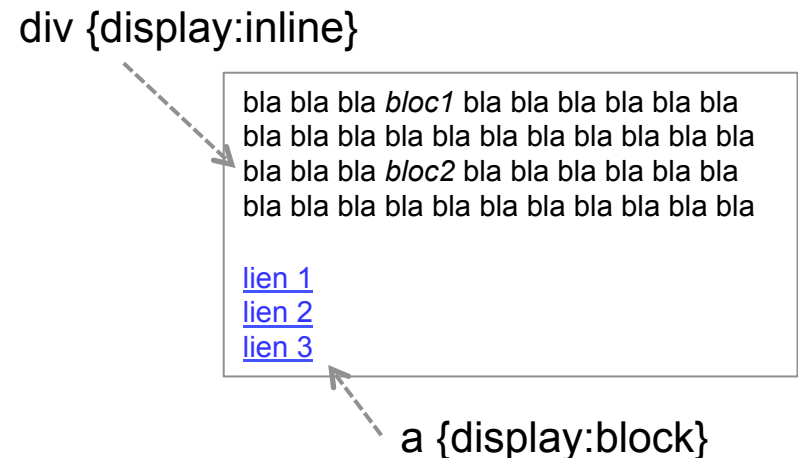 div {display:inline}
bla bla bla bloc1 bla bla bla bla bla bla
bla bla bla bla bla bla bla bla bla bla bla
bla bla bla bloc2 bla bla bla bla bla bla
bla bla bla bla bla bla bla bla bla bla bla
lien 1
lien 2
lien 3
a {display:block}